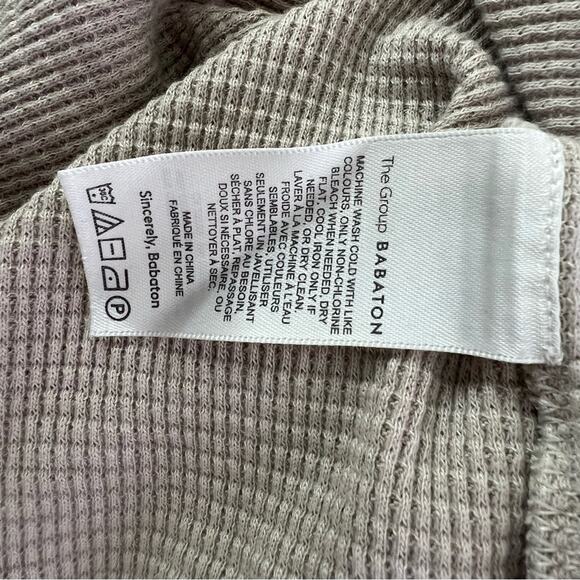 The Group BABATON
MACHINE WASH COLD WITH LIKE
COLOURS, ONLY NON-CHLORINE
BLEACH WHEN NEEDED, DRY
FLAT, COOL IRON ONLY IF
NEEDED, OR DRY CLEAN.
LAVER À LA MACHINE À L'EAU
FROIDE AVEC COULEURS
SEMBLABLES, UTILISER
SEULEMENT UN JAVELLISANT
SANS CHLORE AU BESOIN,
SÉCHER À PLAT, REPASSAGE
DOUX SI NÉCESSAIRE, OU
NETTOYER À SEC.
MADE IN CHINA
FABRIQUÉ EN CHINE
Sincerely, Babaton
30C
P